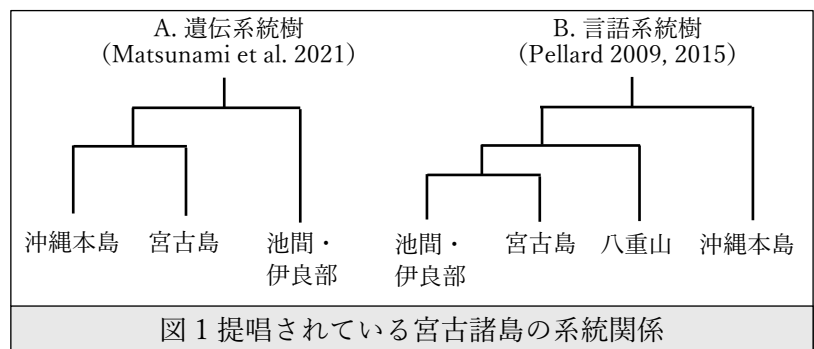 A. 遺伝系統樹
(Matsunami et al. 2021)
沖縄本島 宮古島 池間・
伊良部
B. 言語系統樹
(Pellard 2009, 2015)
池間・ 宮古島 八重山 沖縄本島
伊良部
図1提唱されている宮古諸島の系統関係